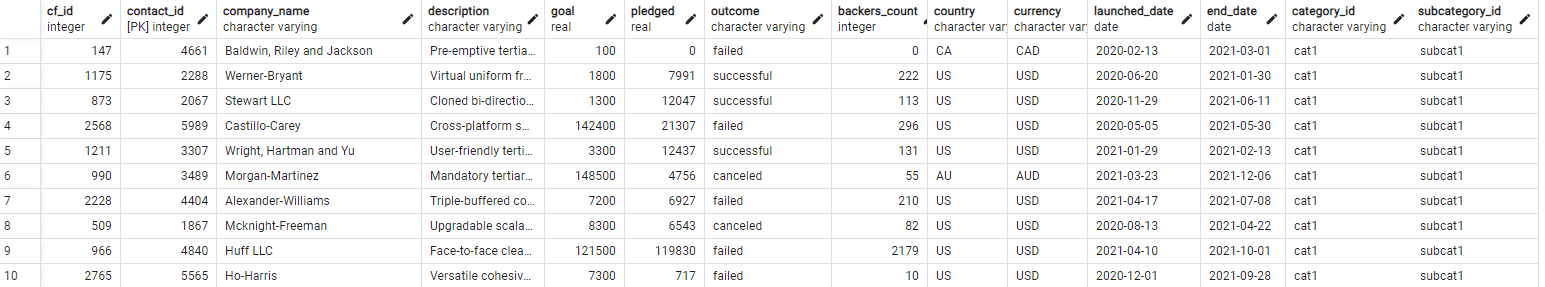 cf_id contact_id company_name description goal pledged outcome backers_count country currency launched_date end_date category_id subcategory_id
integer [PK] integer character varying character varying real real character varying integer character var character var date date character varying character varying
1 147 4661 Baldwin, Riley and Jackson Pre-emptive tertia... 100 0 failed 0 CA CAD 2020-02-13 2021-03-01 cat1 subcat1
2 1175 2288 Werner-Bryant Virtual uniform fr... 1800 7991 successful 222 US USD 2020-06-20 2021-01-30 cat1 subcat1
3 873 2067 Stewart LLC Cloned bi-directio... 1300 12047 successful 113 US USD 2020-11-29 2021-06-11 cat1 subcat1
4 2568 5989 Castillo-Carey Cross-platform s... 142400 21307 failed 296 US USD 2020-05-05 2021-05-30 cat1 subcat1
5 1211 3307 Wright, Hartman and Yu User-friendly terti... 3300 12437 successful 131 US USD 2021-01-29 2021-02-13 cat1 subcat1
6 990 3489 Morgan-Martinez Mandatory tertiar... 148500 4756 canceled 55 AU AUD 2021-03-23 2021-12-06 cat1 subcat1
7 2228 4404 Alexander-Williams Triple-buffered co... 7200 6927 failed 210 US USD 2021-04-17 2021-07-08 cat1 subcat1
8 509 1867 Mcknight-Freeman Upgradable scala... 8300 6543 canceled 82 US USD 2020-08-13 2021-04-22 cat1 subcat1
9 966 4840 Huff LLC Face-to-face clea... 121500 119830 failed 2179 US USD 2021-04-10 2021-10-01 cat1 subcat1
10 2765 5565 Ho-Harris Versatile cohesiv... 7300 717 failed 10 US USD 2020-12-01 2021-09-28 cat1 subcat1